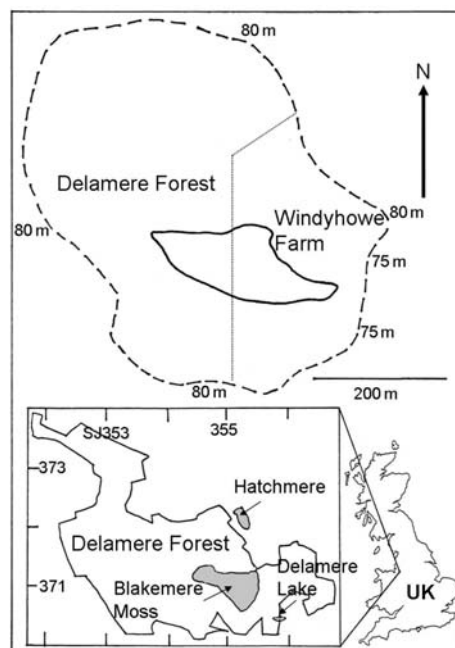 80 m
80 m
N
Delamere Forest
Windyhowe
Farm
80 m
80 m
75 m
75 m
80 m
200 m
SJ353
355
373
Hatchmere
Delamere Forest
Delamere
Lake
371
Blakemere
Moss
UK